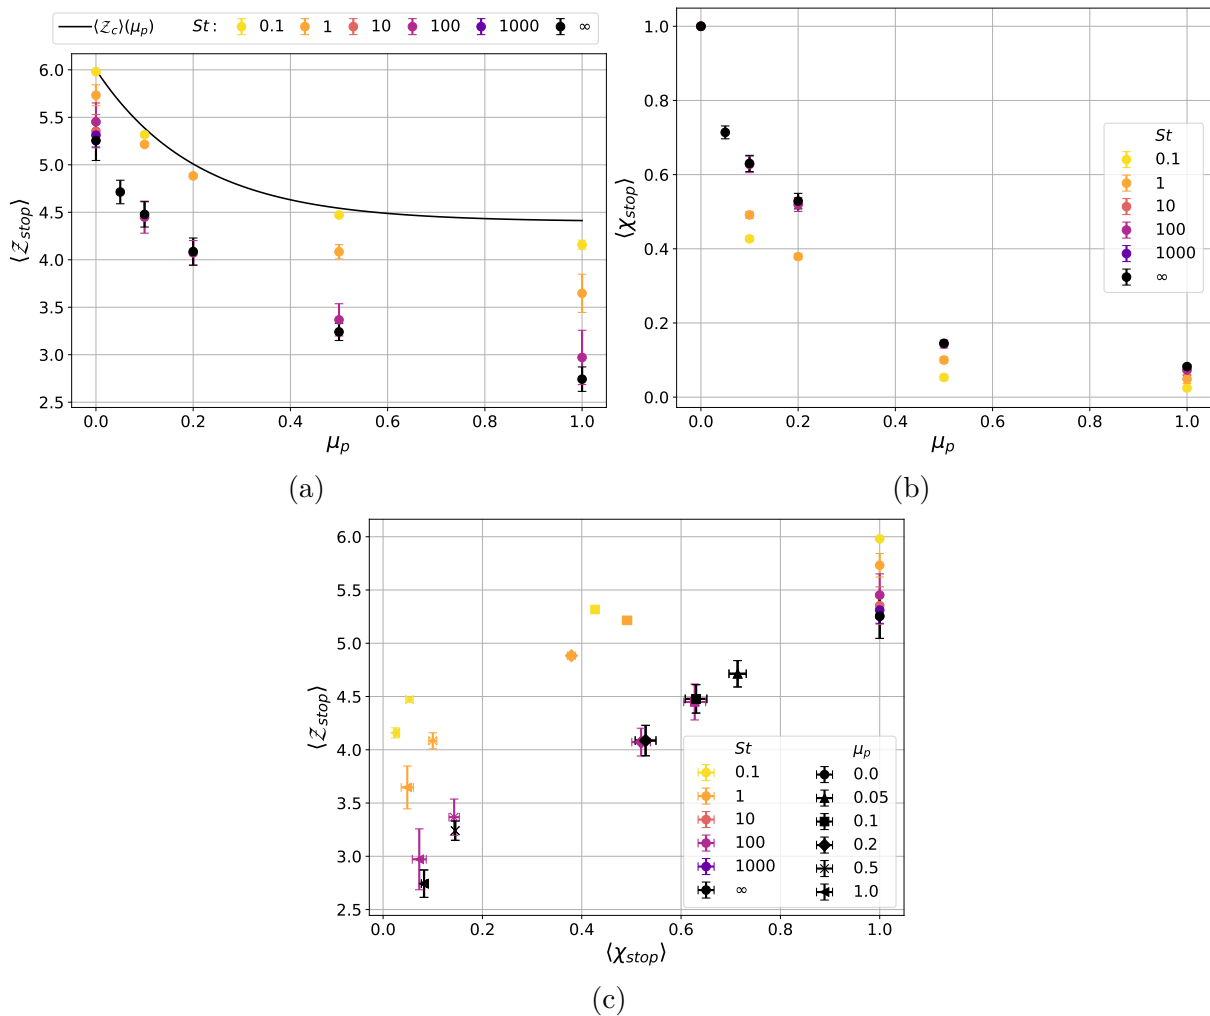 ⟨Z_c⟩(μ_p) St: 0.1 1 10 100 1000 ∞
⟨Z_stop⟩
6.0
5.5
5.0
4.5
4.0
3.5
3.0
2.5
0.0 0.2 0.4 0.6 0.8 1.0
μ_p
(a)
⟨χ_stop⟩
1.0
0.8
0.6
0.4
0.2
0.0
St
0.1
1
10
100
1000
∞
0.0 0.2 0.4 0.6 0.8 1.0
μ_p
(b)
⟨Z_stop⟩
6.0
5.5
5.0
4.5
4.0
3.5
3.0
2.5
St μ_p
0.1 0.0
1 0.05
10 0.1
100 0.2
1000 0.5
∞ 1.0
0.0 0.2 0.4 0.6 0.8 1.0
⟨χ_stop⟩
(c)